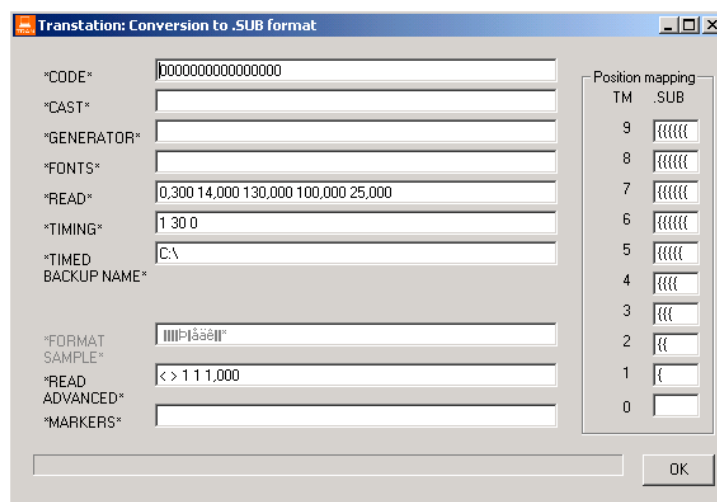 Transtation: Conversion to .SUB format
*CODE* 0000000000000000
*CAST*
*GENERATOR*
*FONTS*
*READ* 0,300 14,000 130,000 100,000 25,000
*TIMING* 1 30 0
*TIMED BACKUP NAME* C:\
*FORMAT SAMPLE*
*READ ADVANCED* < > 1 1 1,000
*MARKERS*
Position mapping
TM .SUB
9 {{{{{{
8 {{{{{{
7 {{{{{{
6 {{{{{{
5 {{{{{
4 {{{{
3 {{{
2 {{
1 {
0
OK